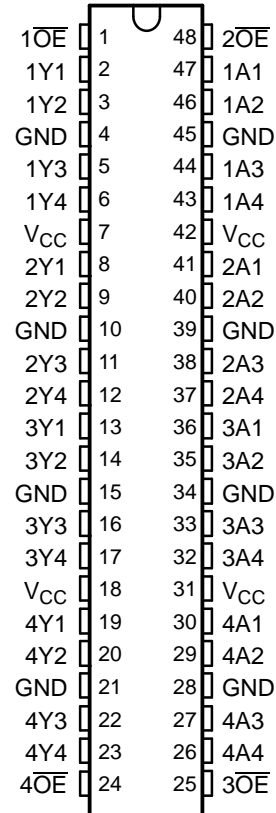 1O̅E̅ 1 48 2O̅E̅
1Y1 2 47 1A1
1Y2 3 46 1A2
GND 4 45 GND
1Y3 5 44 1A3
1Y4 6 43 1A4
VCC 7 42 VCC
2Y1 8 41 2A1
2Y2 9 40 2A2
GND 10 39 GND
2Y3 11 38 2A3
2Y4 12 37 2A4
3Y1 13 36 3A1
3Y2 14 35 3A2
GND 15 34 GND
3Y3 16 33 3A3
3Y4 17 32 3A4
VCC 18 31 VCC
4Y1 19 30 4A1
4Y2 20 29 4A2
GND 21 28 GND
4Y3 22 27 4A3
4Y4 23 26 4A4
4O̅E̅ 24 25 3O̅E̅